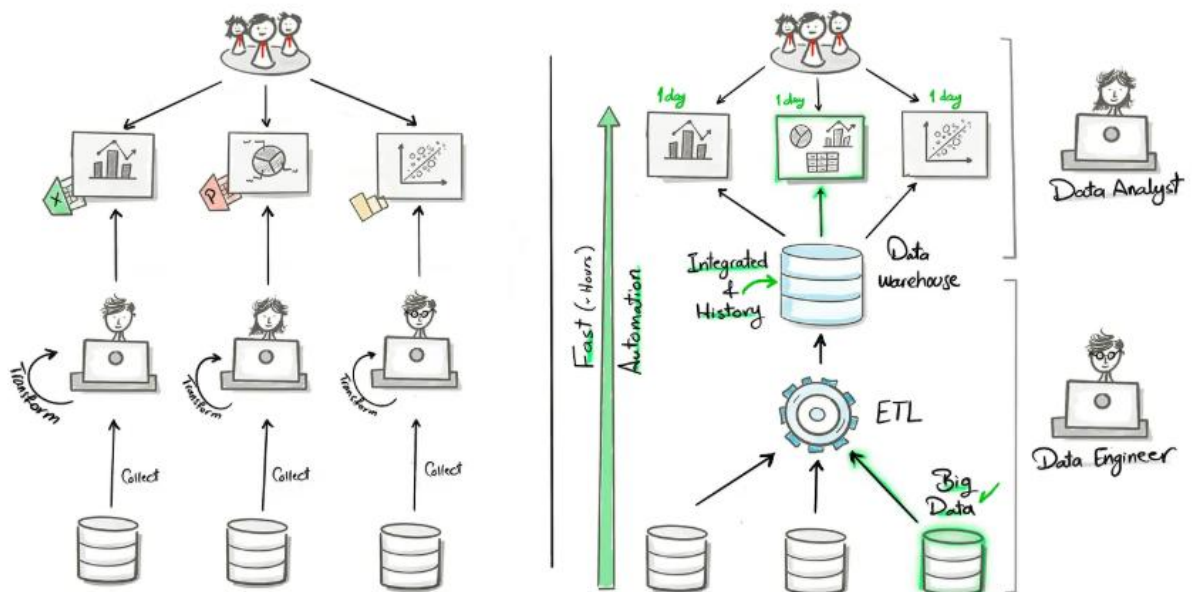 X
P
Transform
Collect
Transform
Collect
Transform
Collect
1 day
1 day
1 day
Data Analyst
Integrated
&
History
Data
warehouse
Fast (~Hours)
Automation
ETL
Data Engineer
Big
Data